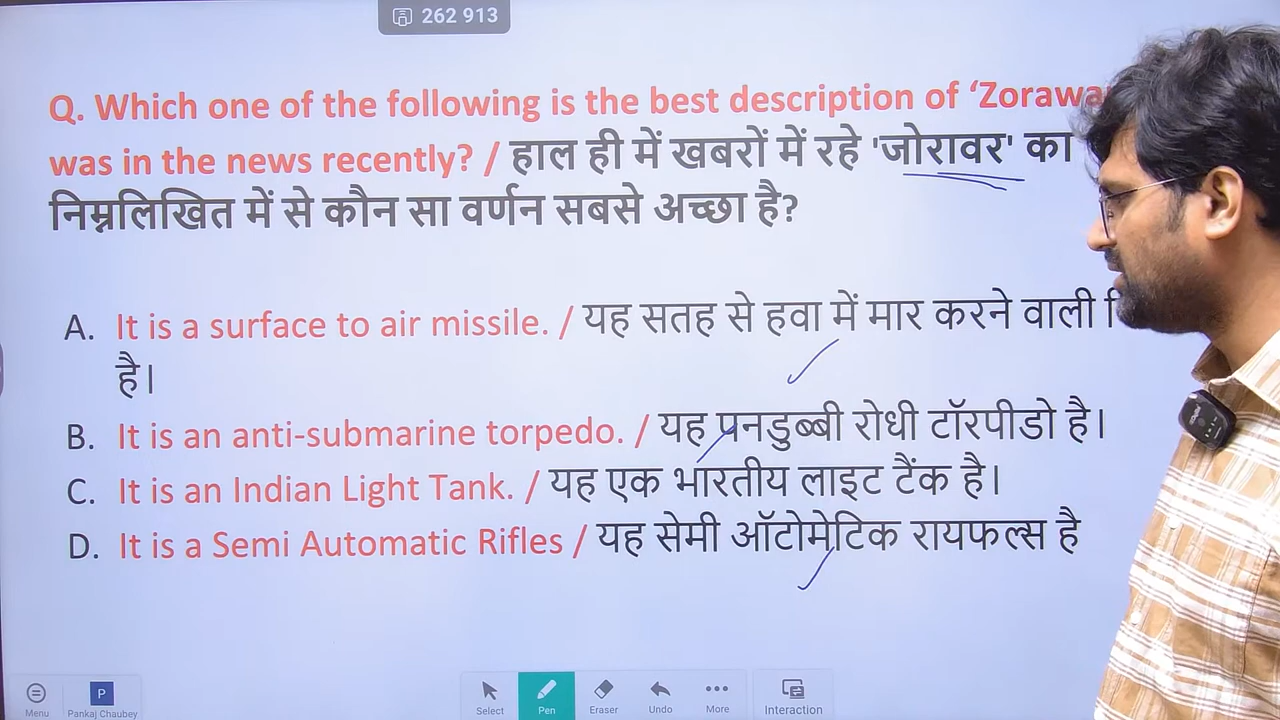 262 913
Q. Which one of the following is the best description of ‘Zorawa
was in the news recently? / हाल ही में खबरों में रहे 'जोरावर' का
निम्नलिखित में से कौन सा वर्णन सबसे अच्छा है?
A. It is a surface to air missile. / यह सतह से हवा में मार करने वाली
है।
B. It is an anti-submarine torpedo. / यह पनडुब्बी रोधी टॉरपीडो है।
C. It is an Indian Light Tank. / यह एक भारतीय लाइट टैंक है।
D. It is a Semi Automatic Rifles / यह सेमी ऑटोमेटिक रायफल्स है
P
Menu Pankaj Chaubey Select Pen Eraser Undo More Interaction